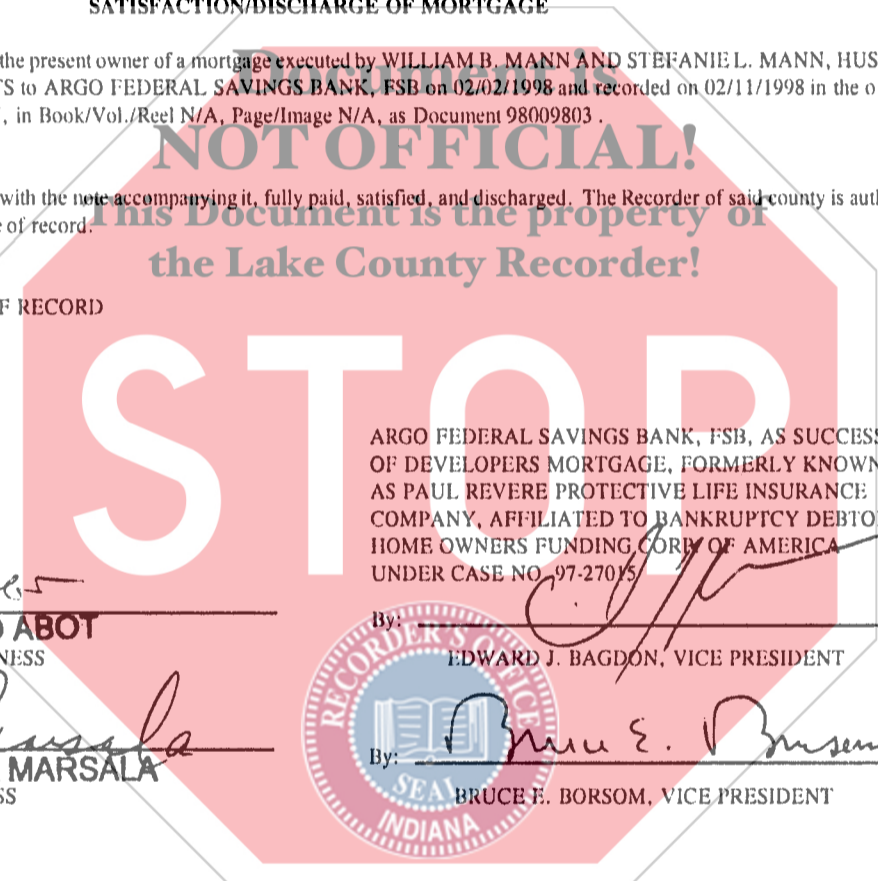 SATISFACTION/DISCHARGE OF MORTGAGE
the present owner of a mortgage executed by WILLIAM B. MANN AND STEFANIE L. MANN, HUS
TS to ARGO FEDERAL SAVINGS BANK, FSB on 02/02/1998 and recorded on 02/11/1998 in the o
, in Book/Vol./Reel N/A, Page/Image N/A, as Document 98009803 .
Document is
NOT OFFICIAL!
with the note accompanying it, fully paid, satisfied, and discharged. The Recorder of said county is aut
This Document is the property of
e of record.
the Lake County Recorder!
F RECORD
STOP
ARGO FEDERAL SAVINGS BANK, FSB, AS SUCCESS
OF DEVELOPERS MORTGAGE, FORMERLY KNOWN
AS PAUL REVERE PROTECTIVE LIFE INSURANCE
COMPANY, AFFILIATED TO BANKRUPTCY DEBTO
HOME OWNERS FUNDING CORP OF AMERICA
UNDER CASE NO. 97-27015
ABOT
By:
NESS
EDWARD J. BAGDON, VICE PRESIDENT
RECORDER'S OFFICE
SEAL
INDIANA
Marsala
MARSALA
SS
By: Bruce E. Borsom
BRUCE E. BORSOM, VICE PRESIDENT